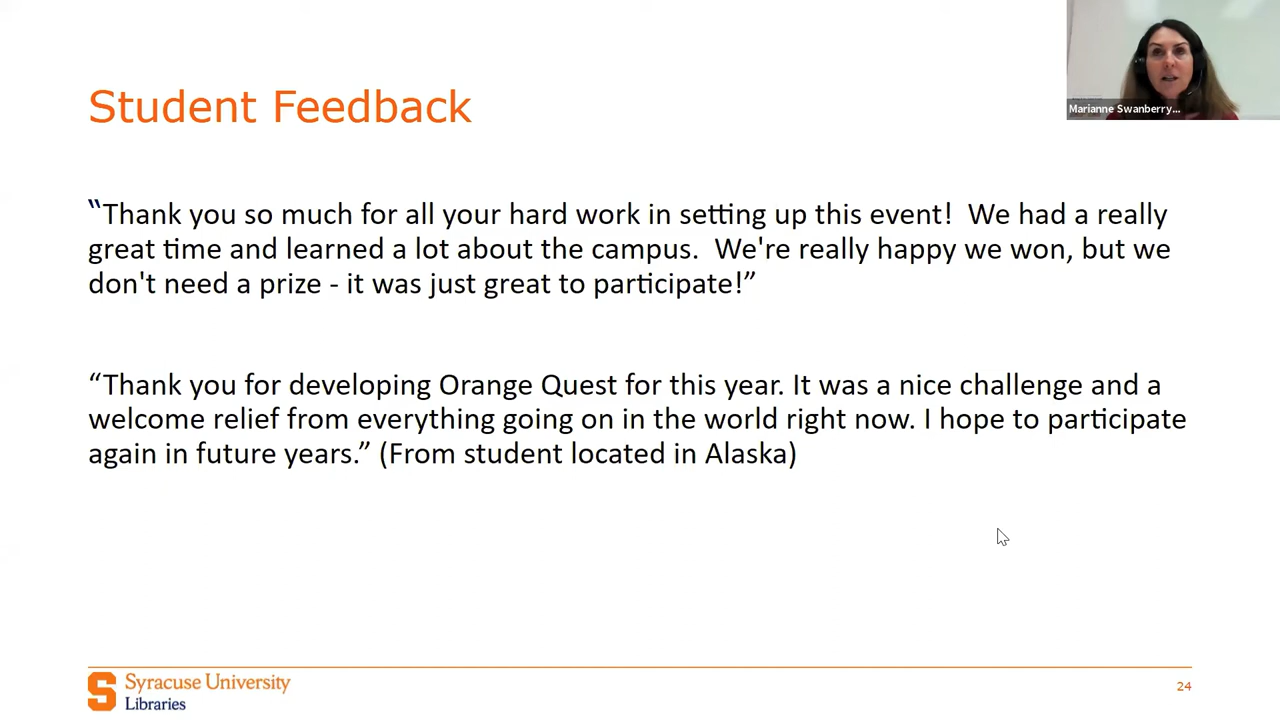 Marianne Swanberry...
Student Feedback
“Thank you so much for all your hard work in setting up this event!  We had a really
great time and learned a lot about the campus.  We're really happy we won, but we
don't need a prize - it was just great to participate!”
“Thank you for developing Orange Quest for this year. It was a nice challenge and a
welcome relief from everything going on in the world right now. I hope to participate
again in future years.” (From student located in Alaska)
S Syracuse University
Libraries
24